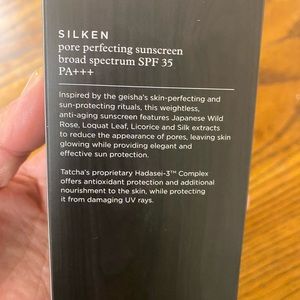 SILKEN
pore perfecting sunscreen
broad spectrum SPF 35
PA+++
Inspired by the geisha's skin-perfecting and
sun-protecting rituals, this weightless,
anti-aging sunscreen features Japanese Wild
Rose, Loquat Leaf, Licorice and Silk extracts
to reduce the appearance of pores, leaving skin
glowing while providing elegant and
effective sun protection.
Tatcha's proprietary Hadasei-3™ Complex
offers antioxidant protection and additional
nourishment to the skin, while protecting
it from damaging UV rays.